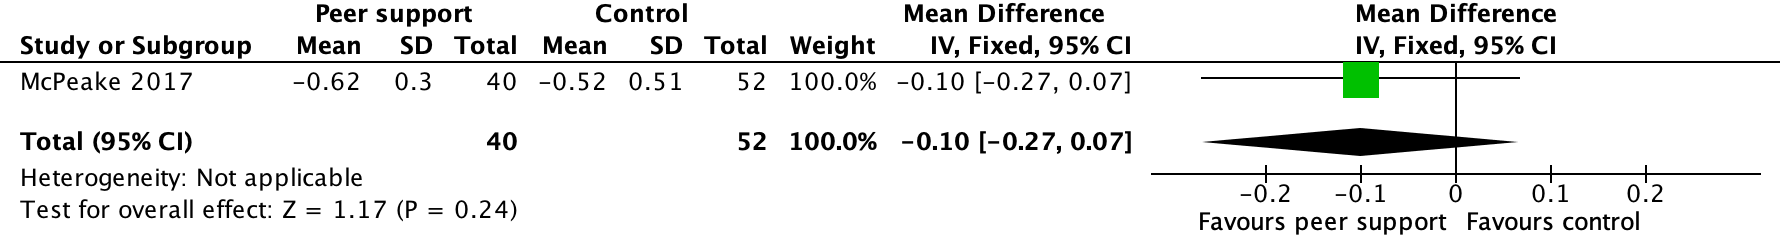 Peer support Control Mean Difference Mean Difference
Study or Subgroup Mean SD Total Mean SD Total Weight IV, Fixed, 95% CI IV, Fixed, 95% CI
McPeake 2017 −0.62 0.3 40 −0.52 0.51 52 100.0% −0.10 [−0.27, 0.07]
Total (95% CI) 40 52 100.0% −0.10 [−0.27, 0.07]
Heterogeneity: Not applicable
Test for overall effect: Z = 1.17 (P = 0.24)
−0.2 −0.1 0 0.1 0.2
Favours peer support Favours control